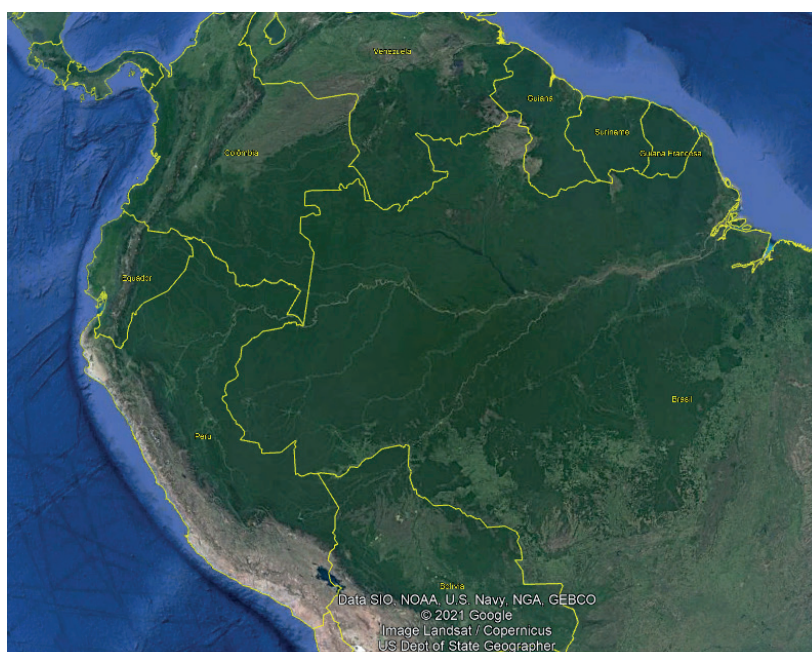 Venezuela
Guiana
Suriname
Guiana Francesa
Colômbia
Equador
Brasil
Peru
Bolívia
Data SIO, NOAA, U.S. Navy, NGA, GEBCO
© 2021 Google
Image Landsat / Copernicus
US Dept of State Geographer